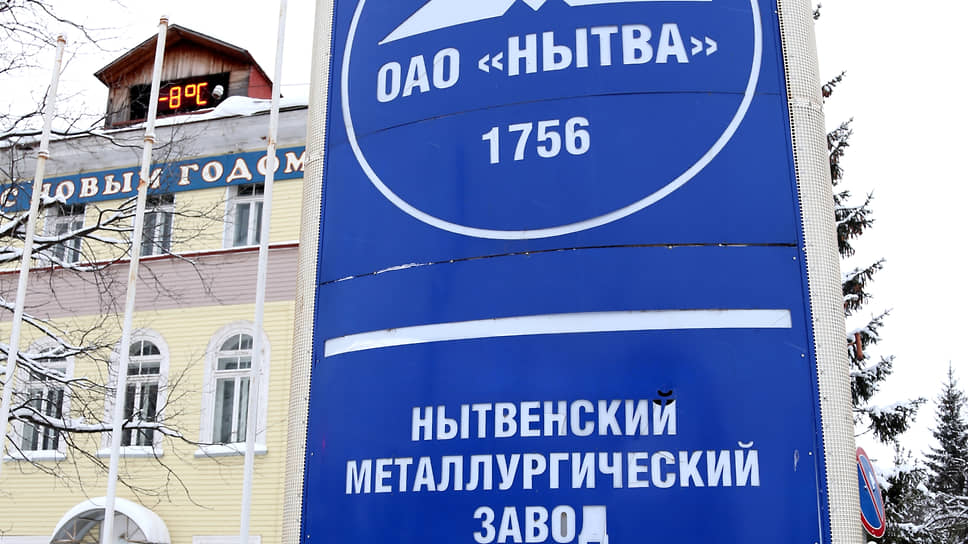 -8°C
С НОВЫМ ГОДОМ
ОАО «НЫТВА»
1756
НЫТВЕНСКИЙ
МЕТАЛЛУРГИЧЕСКИЙ
ЗАВОД